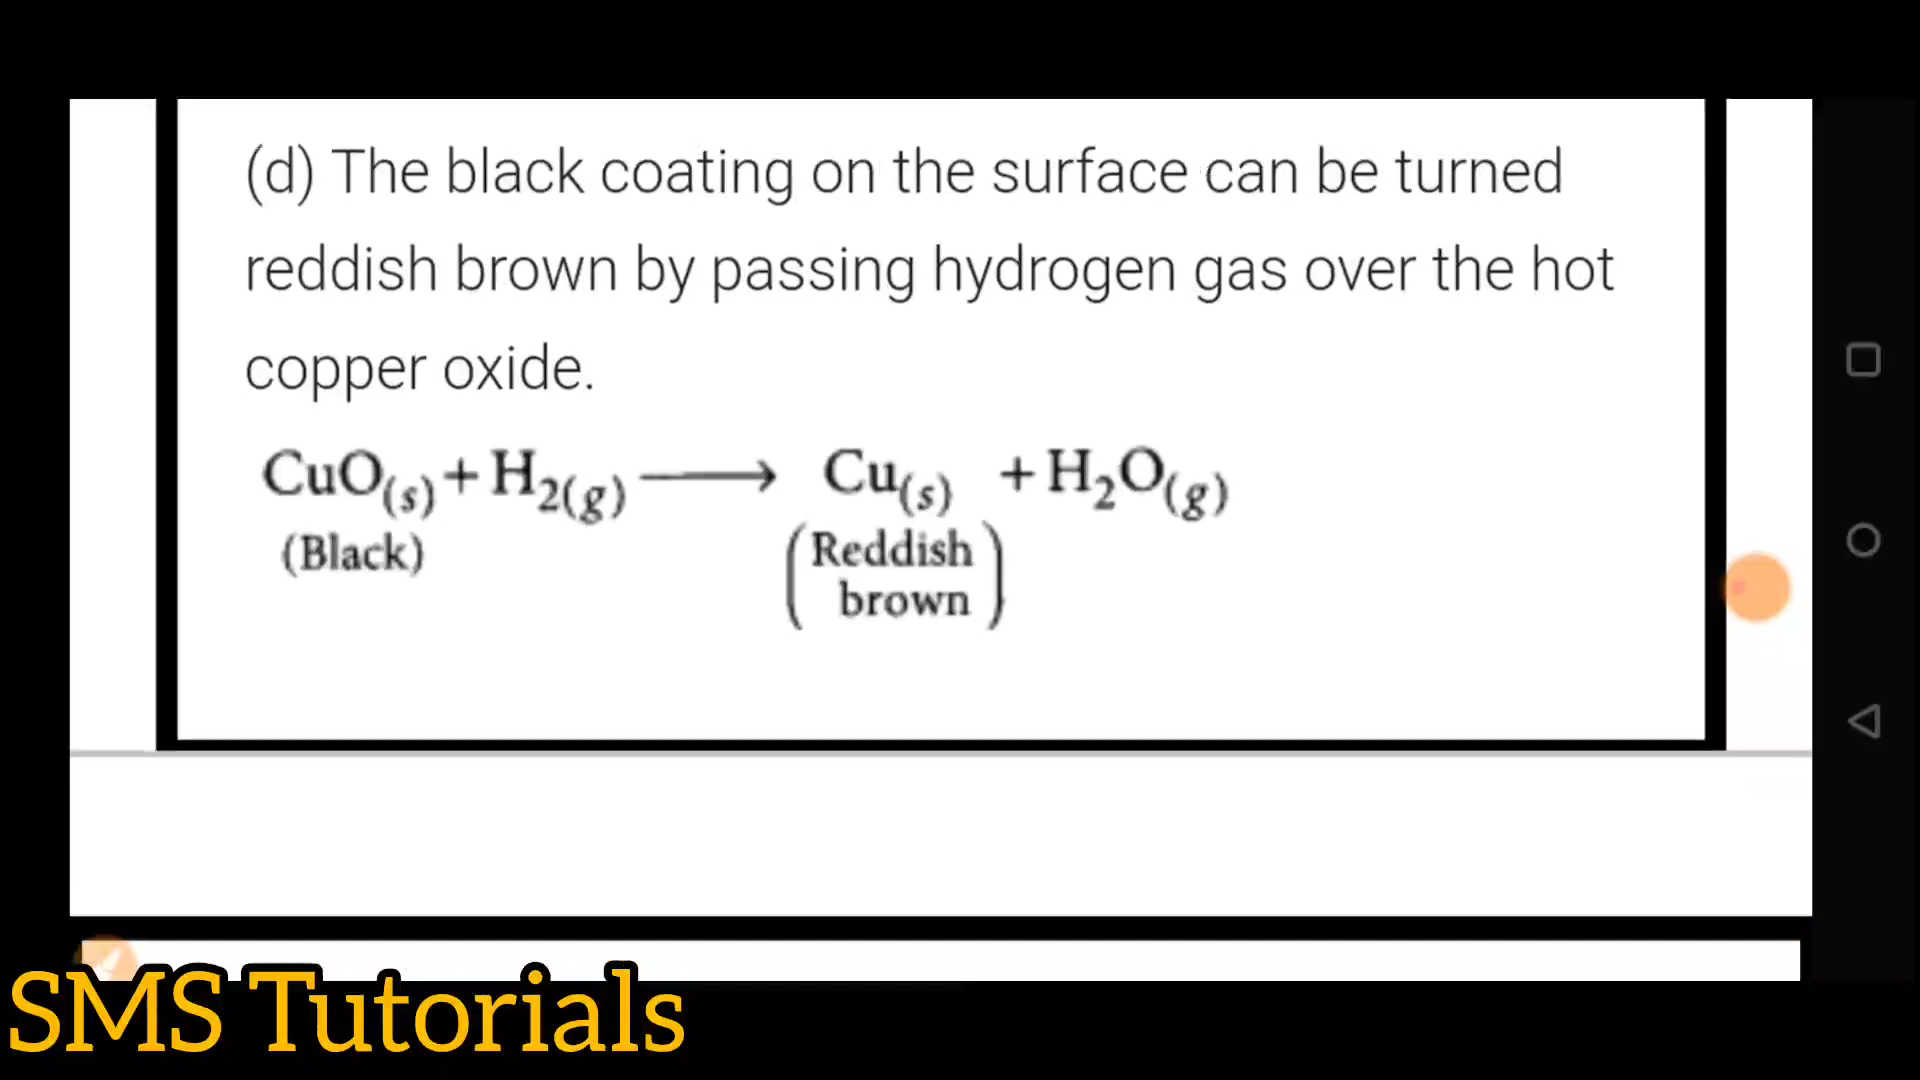 (d) The black coating on the surface can be turned
reddish brown by passing hydrogen gas over the hot
copper oxide.
CuO(s) + H₂(g) ⟶ Cu(s) + H₂O(g)
(Black) (Reddish
brown)
SMS Tutorials